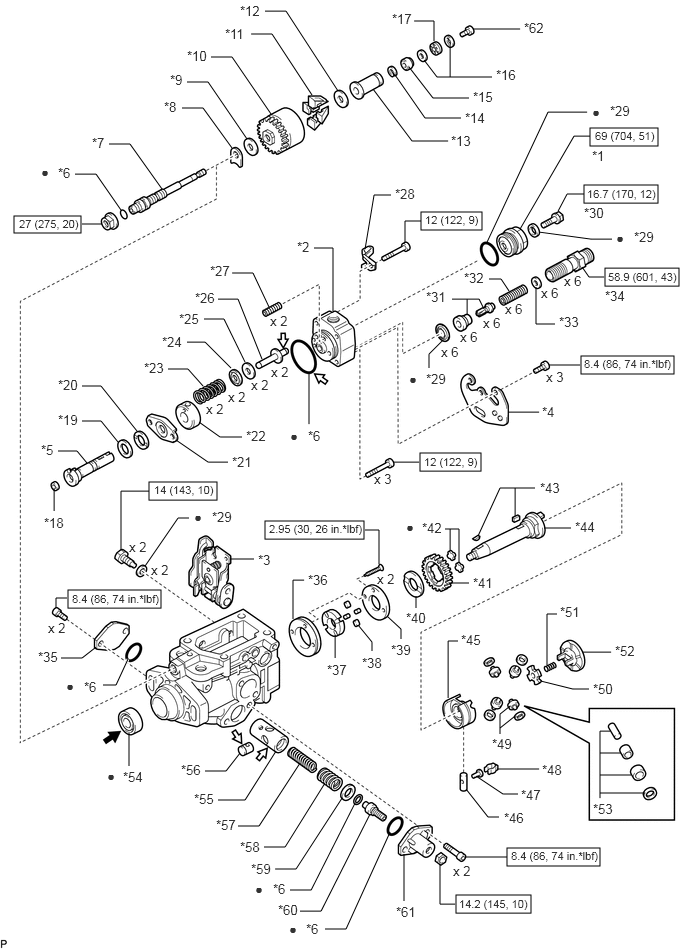 *12
*17
*62
*11
*10
*16
*9
*15
*8
*14
*13
● *29
*7
69 (704, 51)
*1
● *6
16.7 (170, 12)
*28
*30
27 (275, 20)
12 (122, 9)
*2
● *29
*27
*32
58.9 (601, 43)
*26
*31
x 6
x 6
*34
x 2
x 6
x 6
*33
*25
*24
x 2
x 6
*23
x 2
● *29
8.4 (86, 74 in.*lbf)
x 2
x 3
*20
x 2
*19
*22
● *6
*4
*5
*21
12 (122, 9)
x 3
*18
14 (143, 10)
*43
● *29
2.95 (30, 26 in.*lbf)
● *42
*44
x 2
*3
*36
x 2
*41
8.4 (86, 74 in.*lbf)
*40
x 2
*51
*39
*45
*35
*38
*52
*37
● *6
*50
*49
● *54
*56
*48
*55
*47
*53
*57
*46
*58
8.4 (86, 74 in.*lbf)
*59
x 2
● *6
14.2 (145, 10)
*60
*61
● *6
P